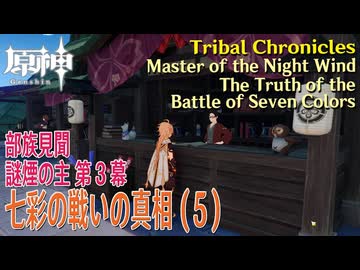 原神
Genshin
Tribal Chronicles
Master of the Night Wind
The Truth of the
Battle of Seven Colors
部族見聞
謎煙の主 第3幕
七彩の戦いの真相(5)